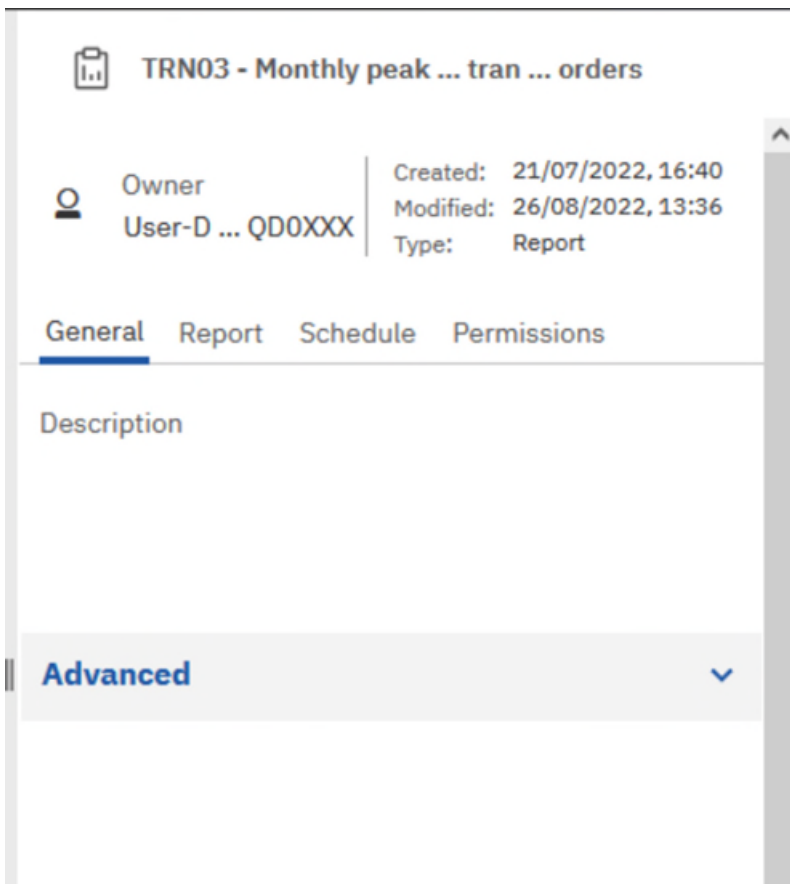 TRN03 - Monthly peak ... tran ... orders
Owner
User-D ... QD0XXX
Created: 21/07/2022, 16:40
Modified: 26/08/2022, 13:36
Type: Report
General Report Schedule Permissions
Description
Advanced